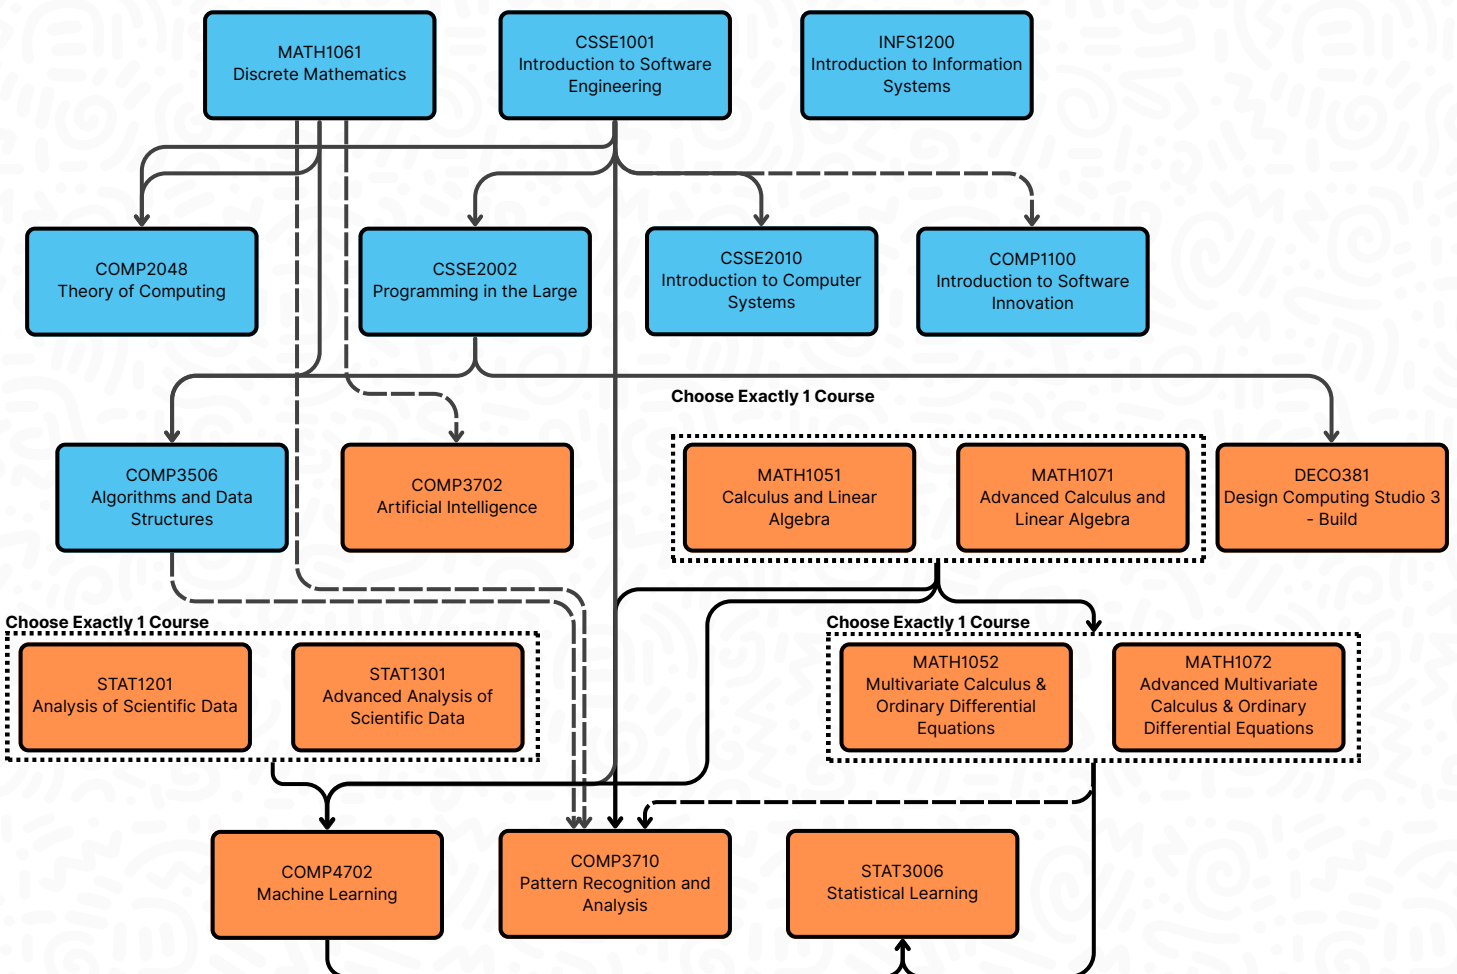 MATH1061
Discrete Mathematics
CSSE1001
Introduction to Software
Engineering
INFS1200
Introduction to Information
Systems
COMP2048
Theory of Computing
CSSE2002
Programming in the Large
CSSE2010
Introduction to Computer
Systems
COMP1100
Introduction to Software
Innovation
Choose Exactly 1 Course
COMP3506
Algorithms and Data
Structures
COMP3702
Artificial Intelligence
MATH1051
Calculus and Linear
Algebra
MATH1071
Advanced Calculus and
Linear Algebra
DECO381
Design Computing Studio 3
- Build
Choose Exactly 1 Course
STAT1201
Analysis of Scientific Data
STAT1301
Advanced Analysis of
Scientific Data
Choose Exactly 1 Course
MATH1052
Multivariate Calculus &
Ordinary Differential
Equations
MATH1072
Advanced Multivariate
Calculus & Ordinary
Differential Equations
COMP4702
Machine Learning
COMP3710
Pattern Recognition and
Analysis
STAT3006
Statistical Learning